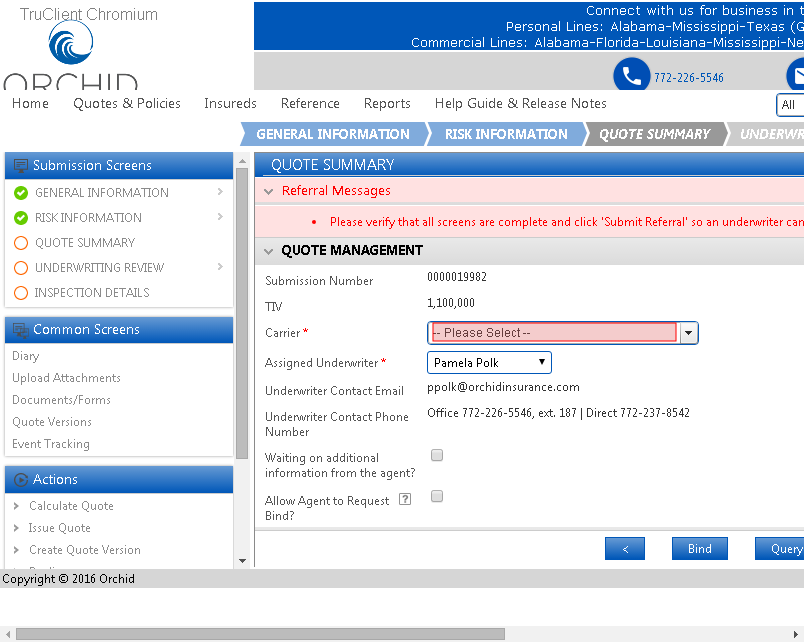 TruClient Chromium
ORCHID
Connect with us for business in t
Personal Lines: Alabama-Mississippi-Texas (G
Commercial Lines: Alabama-Florida-Louisiana-Mississippi-Ne
772-226-5546
Home Quotes & Policies Insureds Reference Reports Help Guide & Release Notes All
GENERAL INFORMATION RISK INFORMATION QUOTE SUMMARY UNDERWR
Submission Screens
GENERAL INFORMATION
RISK INFORMATION
QUOTE SUMMARY
UNDERWRITING REVIEW
INSPECTION DETAILS
Common Screens
Diary
Upload Attachments
Documents/Forms
Quote Versions
Event Tracking
Actions
Calculate Quote
Issue Quote
Create Quote Version
QUOTE SUMMARY
Referral Messages
• Please verify that all screens are complete and click 'Submit Referral' so an underwriter can
QUOTE MANAGEMENT
Submission Number 0000019982
TIV 1,100,000
Carrier * -- Please Select --
Assigned Underwriter * Pamela Polk
Underwriter Contact Email ppolk@orchidinsurance.com
Underwriter Contact Phone Number Office 772-226-5546, ext. 187 | Direct 772-237-8542
Waiting on additional
information from the agent?
Allow Agent to Request ?
Bind?
< Bind Query
Copyright © 2016 Orchid